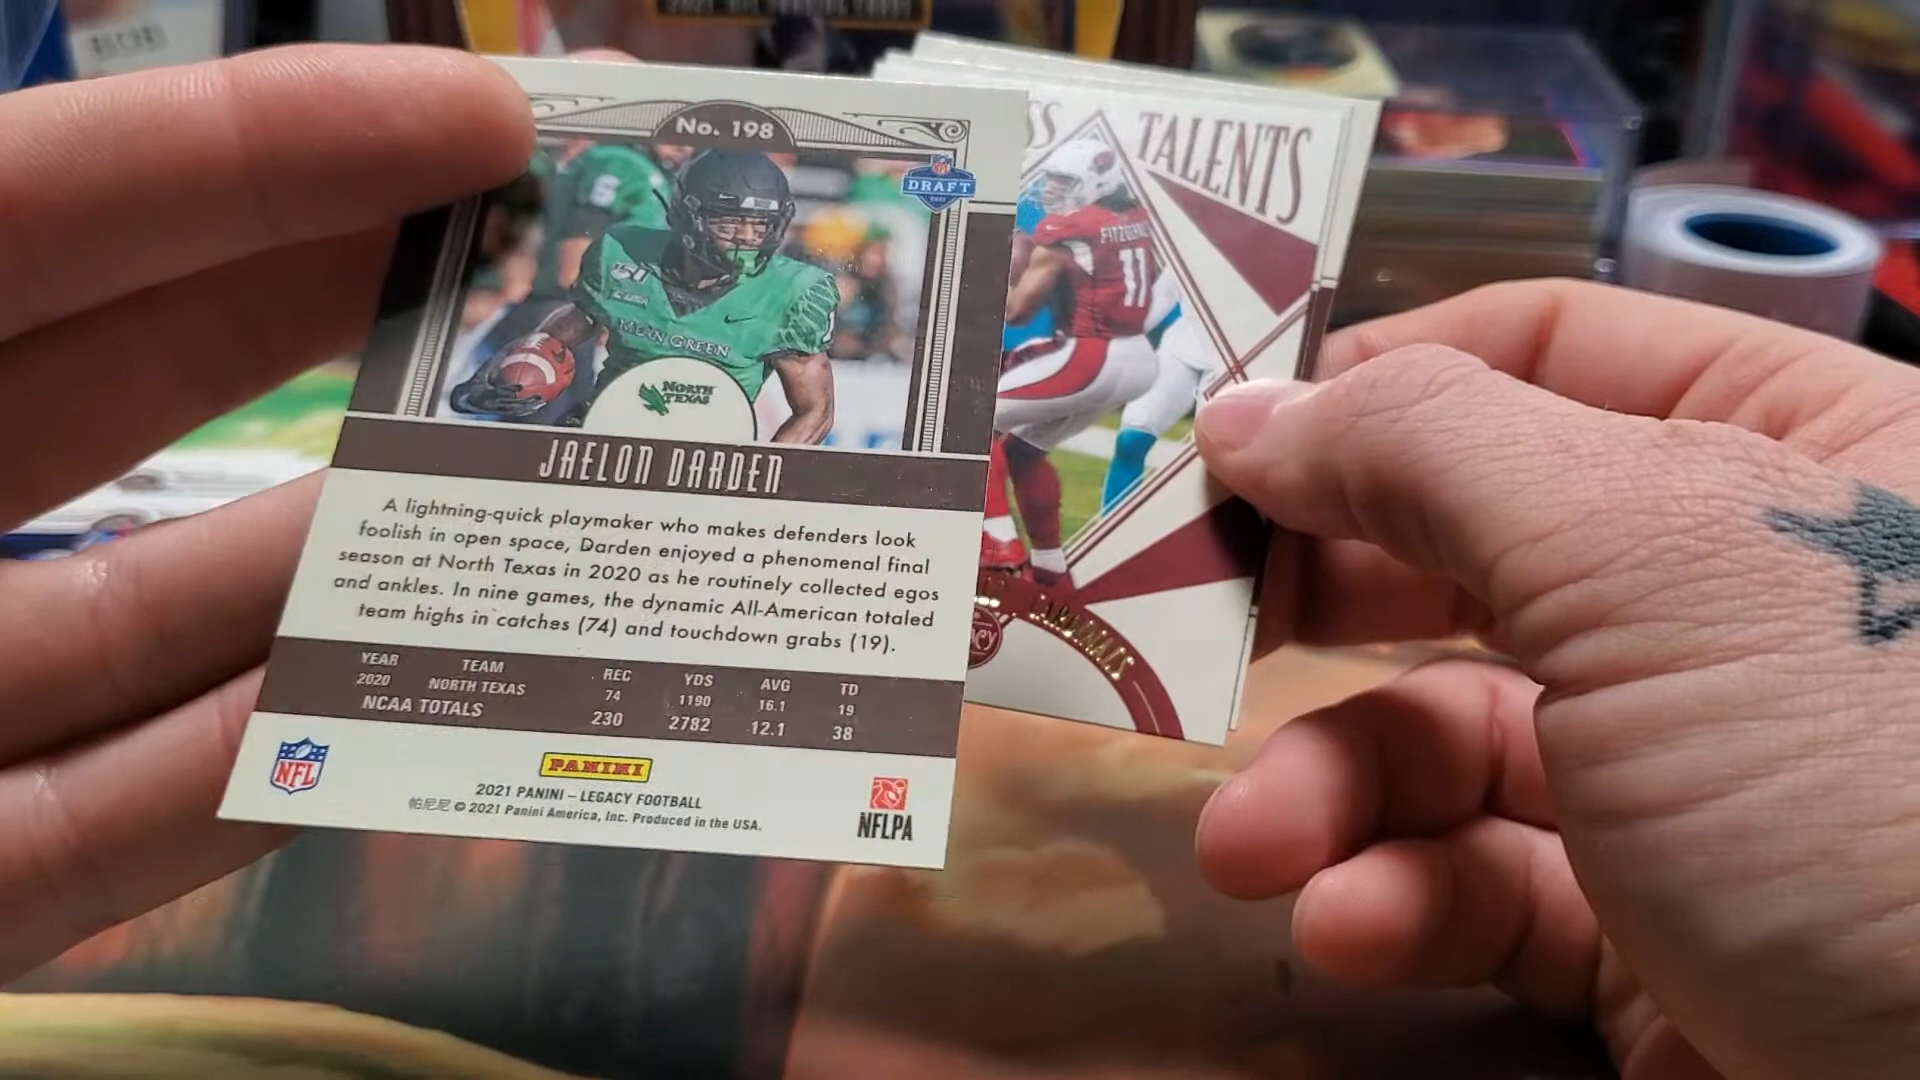 No. 198
DRAFT
6
150
MEAN GREEN
NORTH
TEXAS
JAELON DARDEN
A lightning-quick playmaker who makes defenders look
foolish in open space, Darden enjoyed a phenomenal final
season at North Texas in 2020 as he routinely collected egos
and ankles. In nine games, the dynamic All-American totaled
team highs in catches (74) and touchdown grabs (19).
YEAR TEAM REC YDS AVG TD
2020 NORTH TEXAS 74 1190 16.1 19
NCAA TOTALS 230 2782 12.1 38
NFL
PANINI
2021 PANINI – LEGACY FOOTBALL
帕尼尼 © 2021 Panini America, Inc. Produced in the USA.
NFLPA
TALENTS
11
CARDINALS